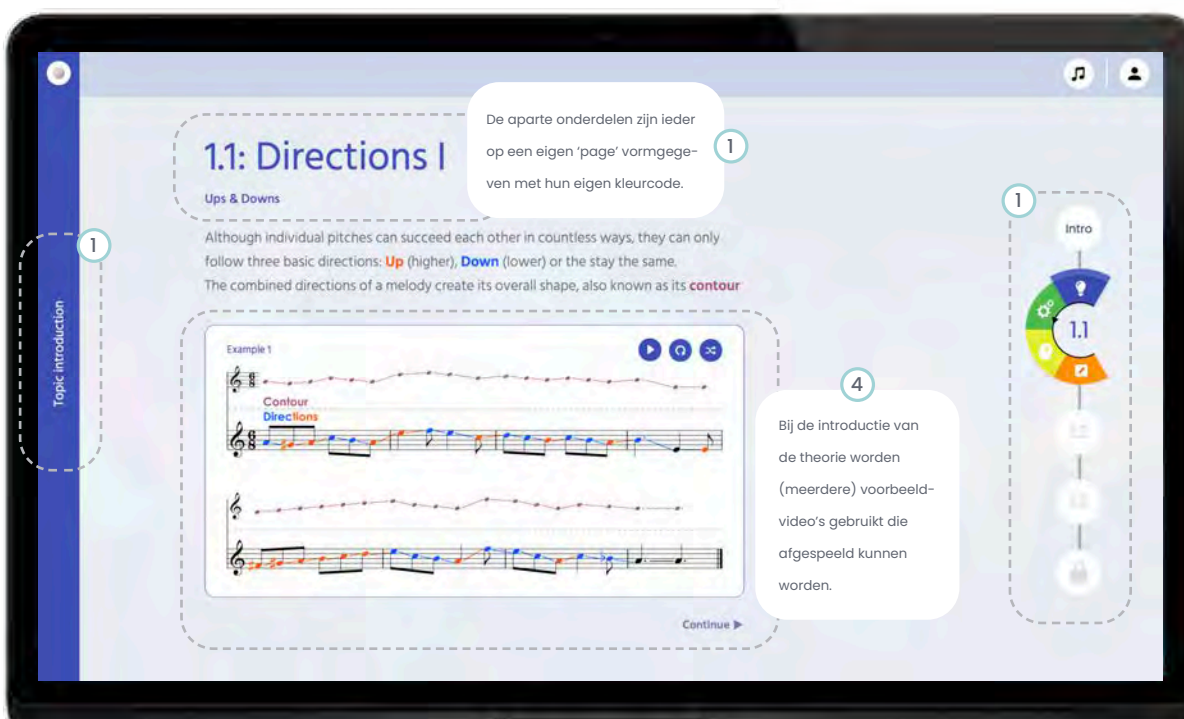 De aparte onderdelen zijn ieder
op een eigen ‘page’ vormgege-
ven met hun eigen kleurcode.
1
1.1: Directions I
Ups & Downs
Although individual pitches can succeed each other in countless ways, they can only
follow three basic directions: Up (higher), Down (lower) or the stay the same.
The combined directions of a melody create its overall shape, also known as its contour
1
Topic introduction
Example 1
Contour
Directions
Continue
4
Bij de introductie van
de theorie worden
(meerdere) voorbeeld-
video’s gebruikt die
afgespeeld kunnen
worden.
1
Intro
1.1